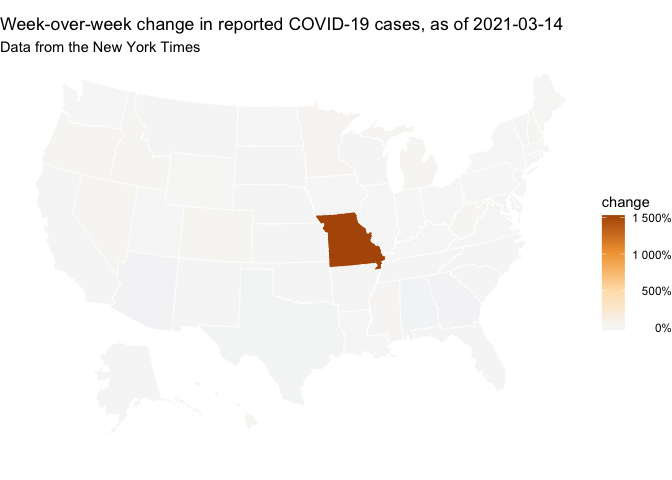 Week-over-week change in reported COVID-19 cases, as of 2021-03-14
Data from the New York Times
change
1 500%
1 000%
500%
0%